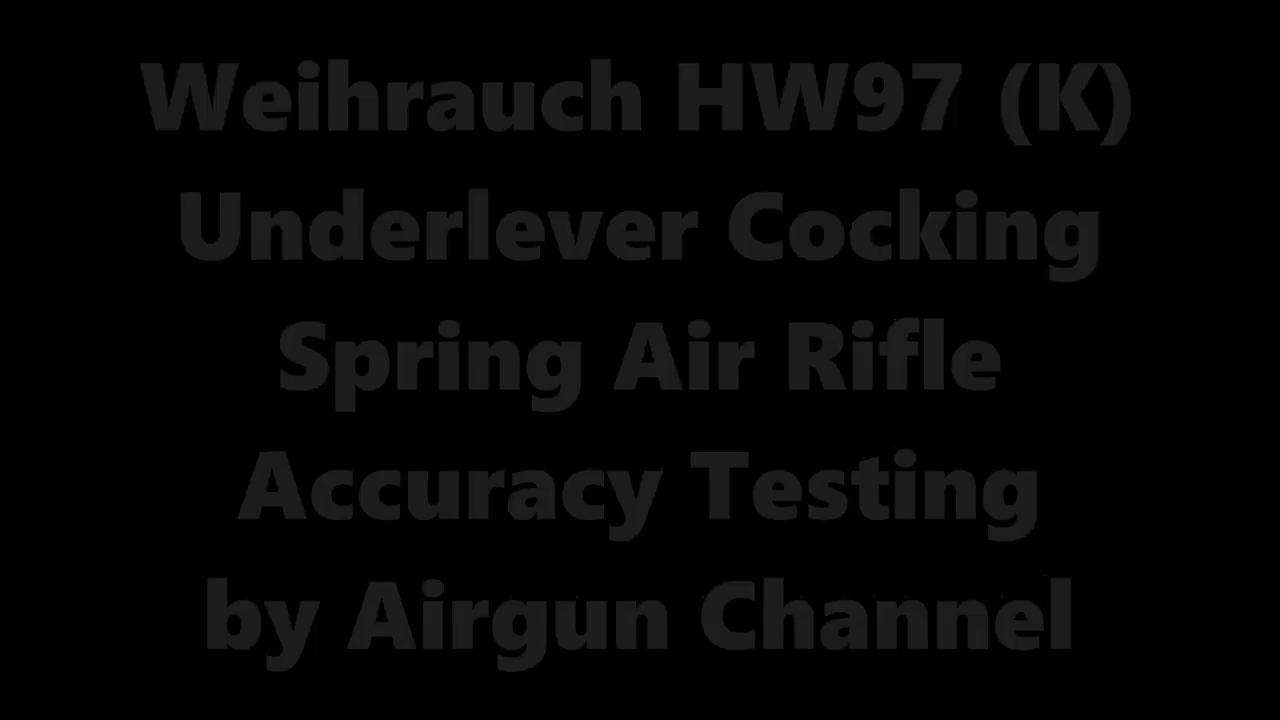 Weihrauch HW97 (K)
Underlever Cocking
Spring Air Rifle
Accuracy Testing
by Airgun Channel